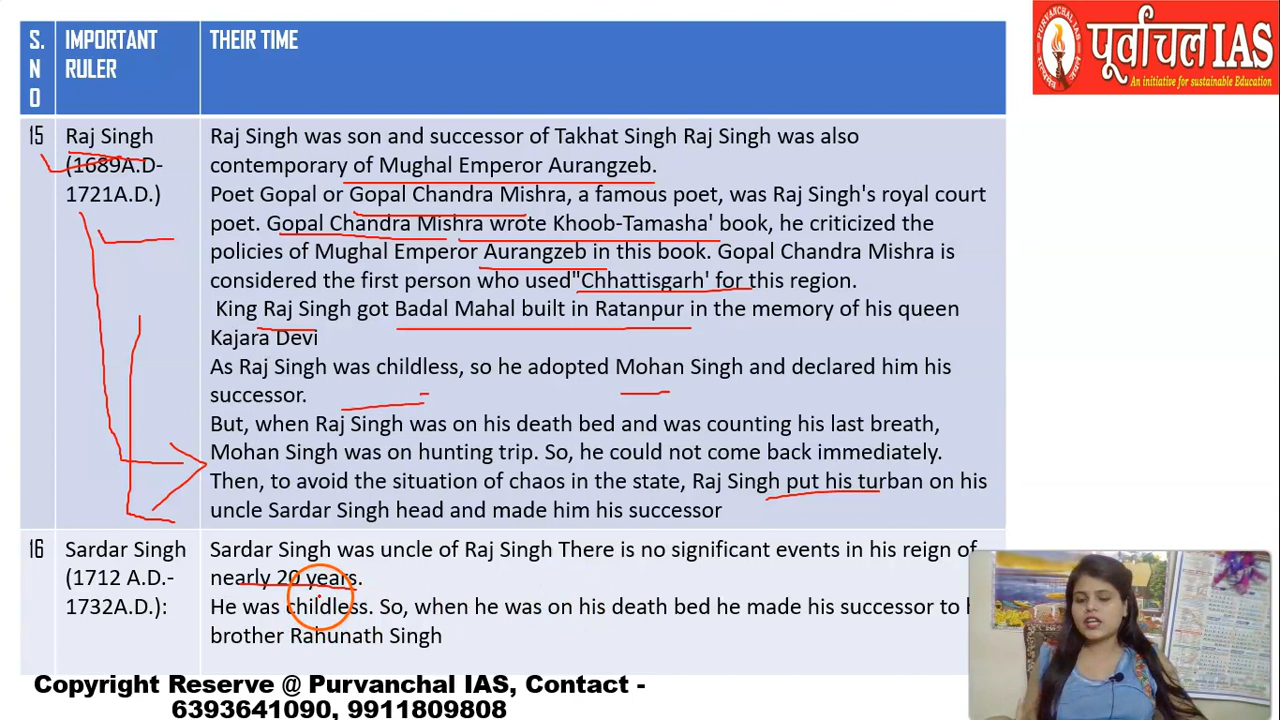 S.
N
O
IMPORTANT
RULER
THEIR TIME
पूर्वांचल IAS
An initiative for sustainable Education
PURVANCHAL IAS
15
Raj Singh
(1689A.D-
1721A.D.)
Raj Singh was son and successor of Takhat Singh Raj Singh was also
contemporary of Mughal Emperor Aurangzeb.
Poet Gopal or Gopal Chandra Mishra, a famous poet, was Raj Singh's royal court
poet. Gopal Chandra Mishra wrote Khoob-Tamasha' book, he criticized the
policies of Mughal Emperor Aurangzeb in this book. Gopal Chandra Mishra is
considered the first person who used"Chhattisgarh' for this region.
King Raj Singh got Badal Mahal built in Ratanpur in the memory of his queen
Kajara Devi
As Raj Singh was childless, so he adopted Mohan Singh and declared him his
successor.
But, when Raj Singh was on his death bed and was counting his last breath,
Mohan Singh was on hunting trip. So, he could not come back immediately.
Then, to avoid the situation of chaos in the state, Raj Singh put his turban on his
uncle Sardar Singh head and made him his successor
16
Sardar Singh
(1712 A.D.-
1732A.D.):
Sardar Singh was uncle of Raj Singh There is no significant events in his reign of
nearly 20 years.
He was childless. So, when he was on his death bed he made his successor to
brother Rahunath Singh
Copyright Reserve @ Purvanchal IAS, Contact -
6393641090, 9911809808